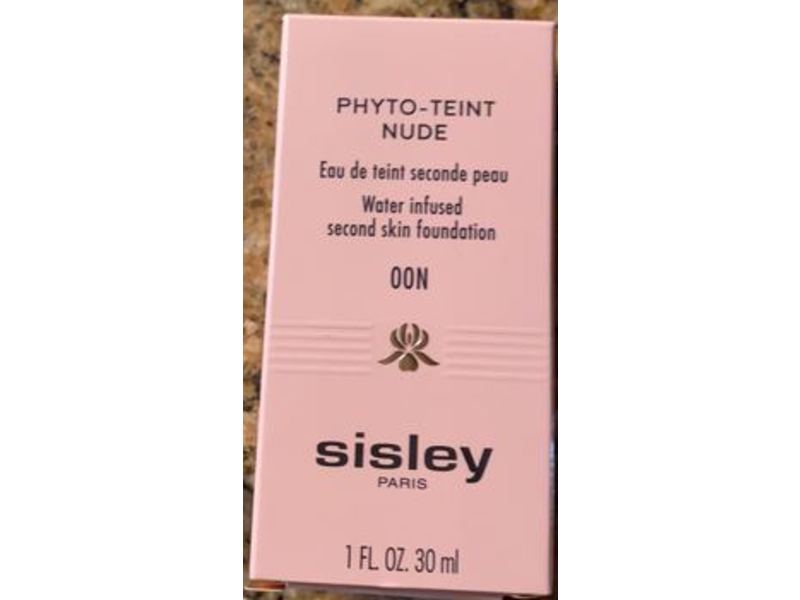 PHYTO-TEINT
NUDE
Eau de teint seconde peau
Water infused
second skin foundation
00N
sisley
PARIS
1 FL. OZ. 30 ml